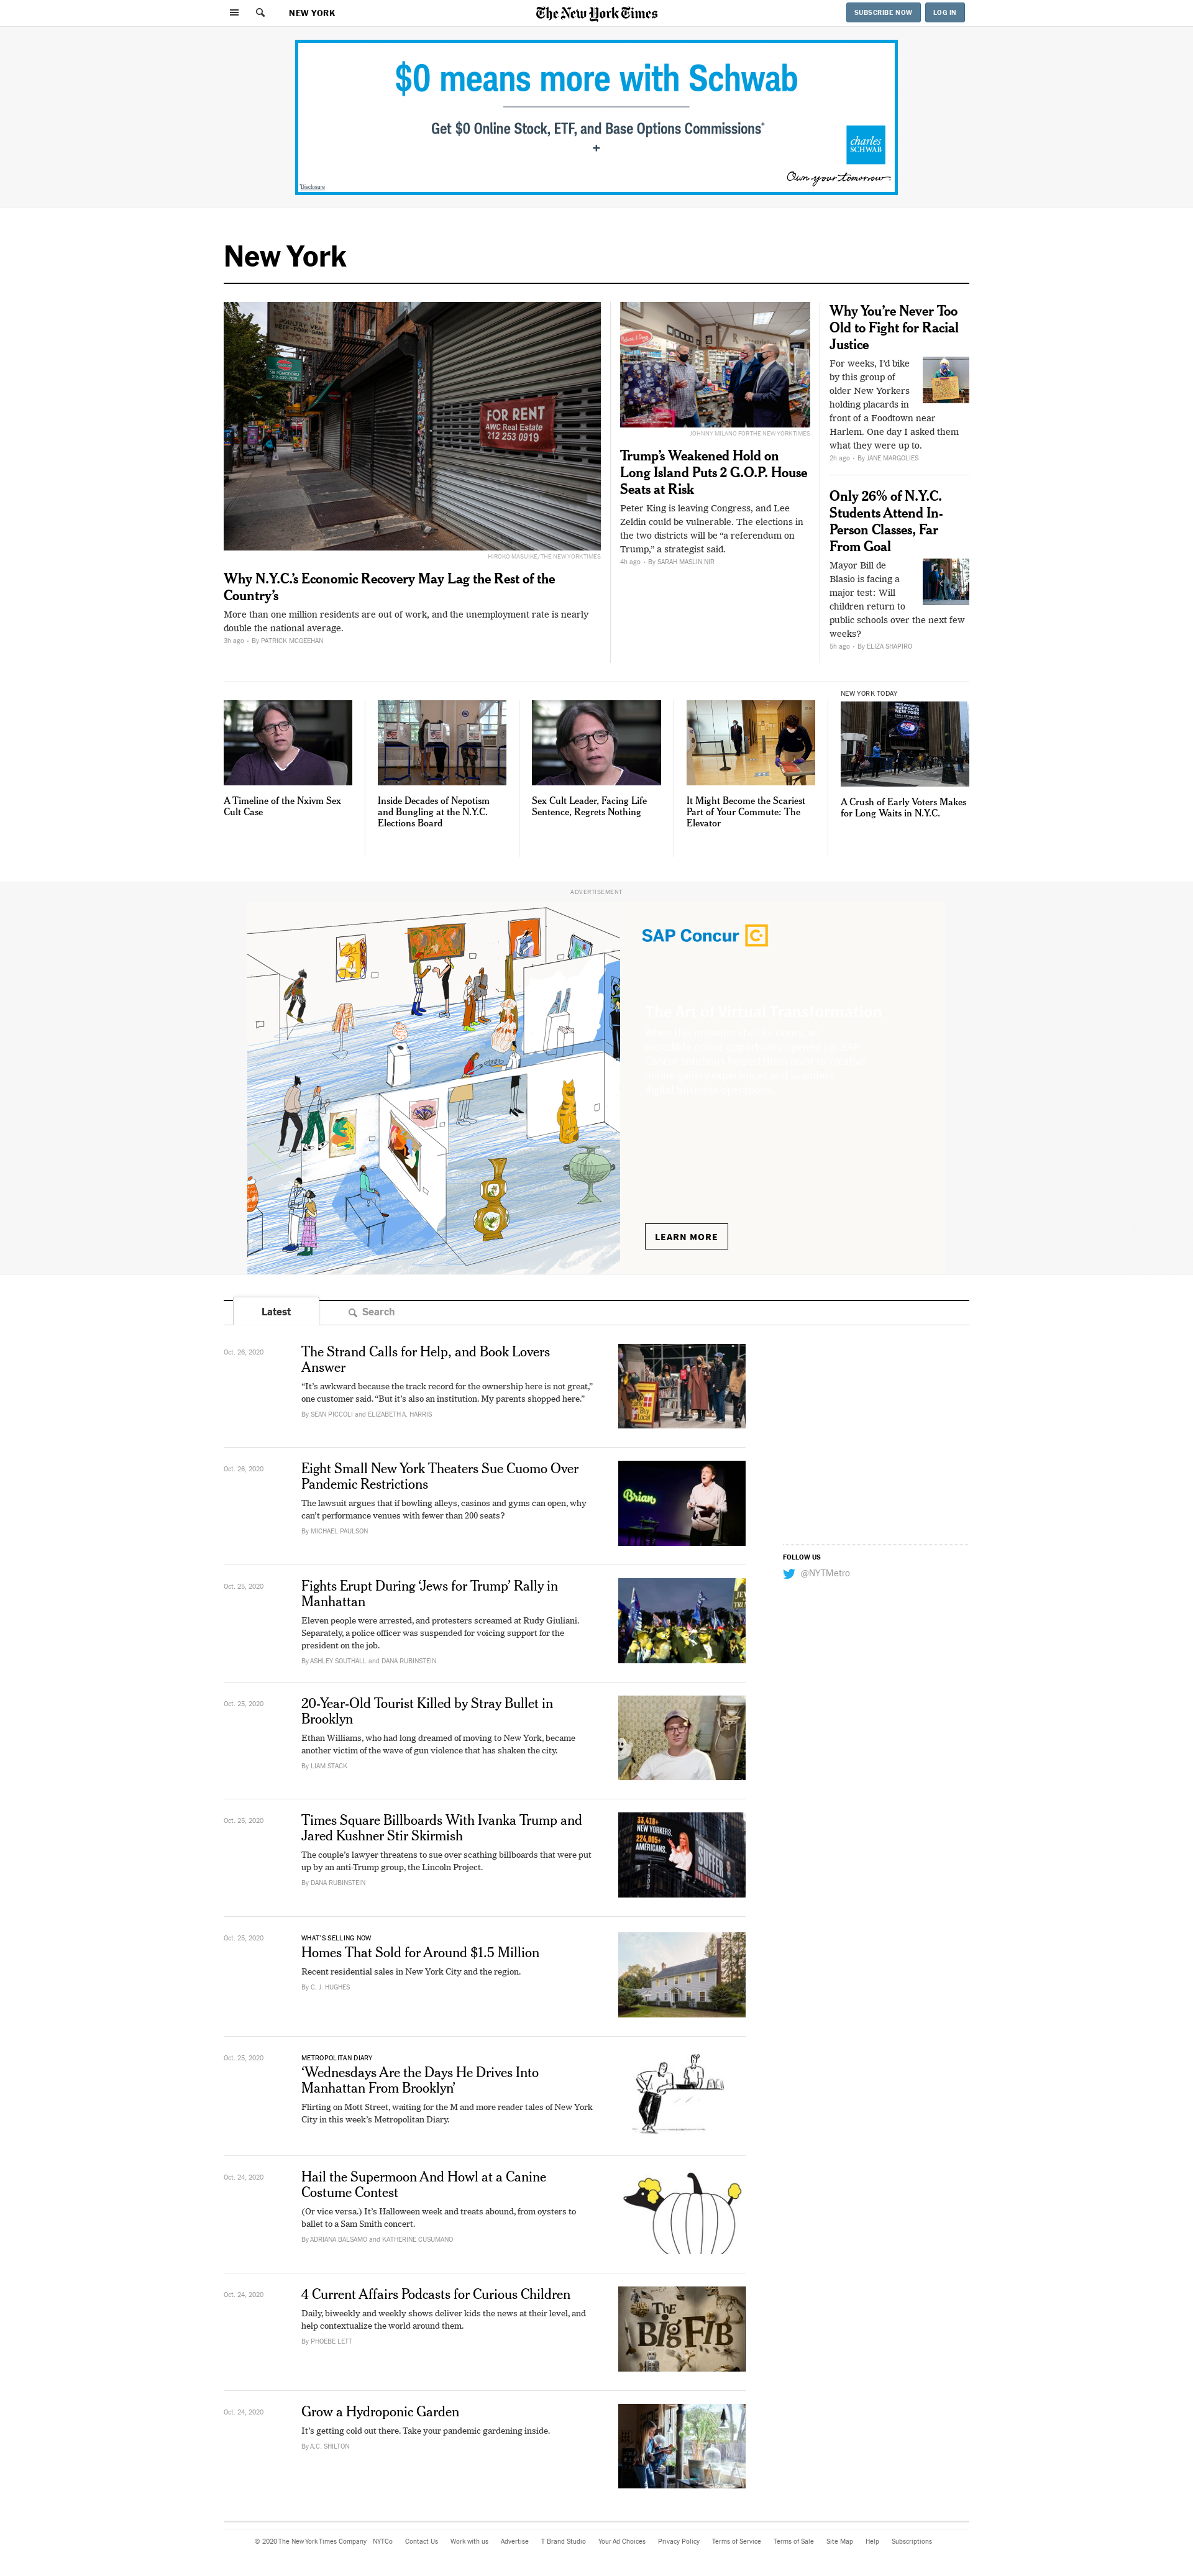 NEW YORK
The New York Times
SUBSCRIBE NOW
LOG IN
$0 means more with Schwab
Get $0 Online Stock, ETF, and Base Options Commissions*
+
charles
SCHWAB
Own your tomorrow
Disclosure
New York
FOR RENT
AWC Real Estate
212 253 0919
HIROKO MASUIKE/THE NEW YORK TIMES
Why N.Y.C.’s Economic Recovery May Lag the Rest of the
Country’s
More than one million residents are out of work, and the unemployment rate is nearly
double the national average.
3h ago • By PATRICK MCGEEHAN
JOHNNY MILANO FOR THE NEW YORK TIMES
Trump’s Weakened Hold on
Long Island Puts 2 G.O.P. House
Seats at Risk
Peter King is leaving Congress, and Lee
Zeldin could be vulnerable. The elections in
the two districts will be “a referendum on
Trump,” a strategist said.
4h ago • By SARAH MASLIN NIR
Why You’re Never Too
Old to Fight for Racial
Justice
For weeks, I’d bike
by this group of
older New Yorkers
holding placards in
front of a Foodtown near
Harlem. One day I asked them
what they were up to.
2h ago • By JANE MARGOLIES
Only 26% of N.Y.C.
Students Attend In-
Person Classes, Far
From Goal
Mayor Bill de
Blasio is facing a
major test: Will
children return to
public schools over the next few
weeks?
5h ago • By ELIZA SHAPIRO
A Timeline of the Nxivm Sex
Cult Case
Inside Decades of Nepotism
and Bungling at the N.Y.C.
Elections Board
Sex Cult Leader, Facing Life
Sentence, Regrets Nothing
It Might Become the Scariest
Part of Your Commute: The
Elevator
NEW YORK TODAY
A Crush of Early Voters Makes
for Long Waits in N.Y.C.
ADVERTISEMENT
SAP Concur
The Art of Virtual Transformation
LEARN MORE
Latest
Search
Oct. 26, 2020
The Strand Calls for Help, and Book Lovers
Answer
“It’s awkward because the track record for the ownership here is not great,”
one customer said. “But it’s also an institution. My parents shopped here.”
By SEAN PICCOLI and ELIZABETH A. HARRIS
Buy
Local
Oct. 26, 2020
Eight Small New York Theaters Sue Cuomo Over
Pandemic Restrictions
The lawsuit argues that if bowling alleys, casinos and gyms can open, why
can’t performance venues with fewer than 200 seats?
By MICHAEL PAULSON
Brian
FOLLOW US
@NYTMetro
Oct. 25, 2020
Fights Erupt During ‘Jews for Trump’ Rally in
Manhattan
Eleven people were arrested, and protesters screamed at Rudy Giuliani.
Separately, a police officer was suspended for voicing support for the
president on the job.
By ASHLEY SOUTHALL and DANA RUBINSTEIN
Oct. 25, 2020
20-Year-Old Tourist Killed by Stray Bullet in
Brooklyn
Ethan Williams, who had long dreamed of moving to New York, became
another victim of the wave of gun violence that has shaken the city.
By LIAM STACK
Oct. 25, 2020
Times Square Billboards With Ivanka Trump and
Jared Kushner Stir Skirmish
The couple’s lawyer threatens to sue over scathing billboards that were put
up by an anti-Trump group, the Lincoln Project.
By DANA RUBINSTEIN
33,418+
NEW YORKERS.
224,005+
AMERICANS.
SUFFER
Oct. 25, 2020
WHAT’S SELLING NOW
Homes That Sold for Around $1.5 Million
Recent residential sales in New York City and the region.
By C. J. HUGHES
Oct. 25, 2020
METROPOLITAN DIARY
‘Wednesdays Are the Days He Drives Into
Manhattan From Brooklyn’
Flirting on Mott Street, waiting for the M and more reader tales of New York
City in this week’s Metropolitan Diary.
Oct. 24, 2020
Hail the Supermoon And Howl at a Canine
Costume Contest
(Or vice versa.) It’s Halloween week and treats abound, from oysters to
ballet to a Sam Smith concert.
By ADRIANA BALSAMO and KATHERINE CUSUMANO
Oct. 24, 2020
4 Current Affairs Podcasts for Curious Children
Daily, biweekly and weekly shows deliver kids the news at their level, and
help contextualize the world around them.
By PHOEBE LETT
THE
BIG FIB
Oct. 24, 2020
Grow a Hydroponic Garden
It’s getting cold out there. Take your pandemic gardening inside.
By A.C. SHILTON
© 2020 The New York Times Company NYTCo Contact Us Work with us Advertise T Brand Studio Your Ad Choices Privacy Policy Terms of Service Terms of Sale Site Map Help Subscriptions